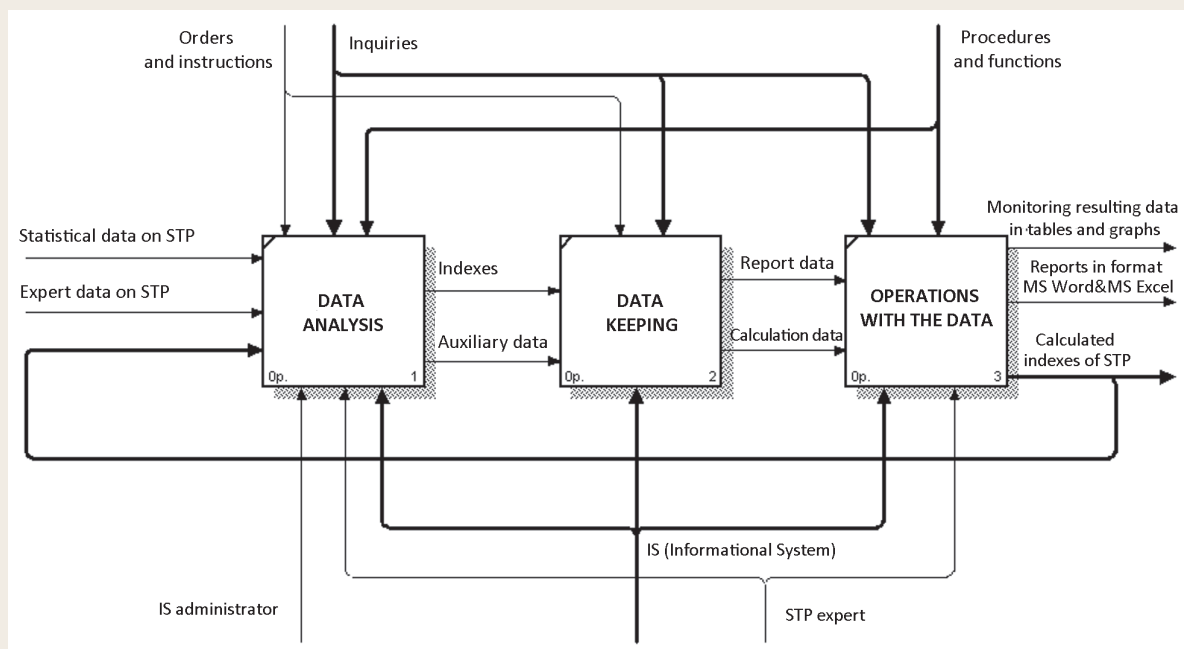 Orders
and instructions
Inquiries
Procedures
and functions
Statistical data on STP
Expert data on STP
DATA
ANALYSIS
0p.
1
Indexes
Auxiliary data
DATA
KEEPING
0p.
2
Report data
Calculation data
OPERATIONS
WITH THE DATA
0p.
3
Monitoring resulting data
in tables and graphs
Reports in format
MS Word&MS Excel
Calculated
indexes of STP
IS (Informational System)
IS administrator
STP expert